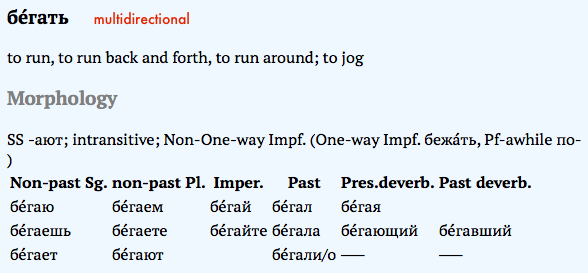 бе́гать multidirectional
to run, to run back and forth, to run around; to jog
Morphology
SS -ают; intransitive; Non-One-way Impf. (One-way Impf. бежа́ть, Pf-awhile по-
)
Non-past Sg. non-past Pl. Imper. Past Pres.deverb. Past deverb.
бе́гаю бе́гаем бе́гай бе́гал бе́гая
бе́гаешь бе́гаете бе́гайте бе́гала бе́гающий бе́гавший
бе́гает бе́гают бе́гали/о —– —–